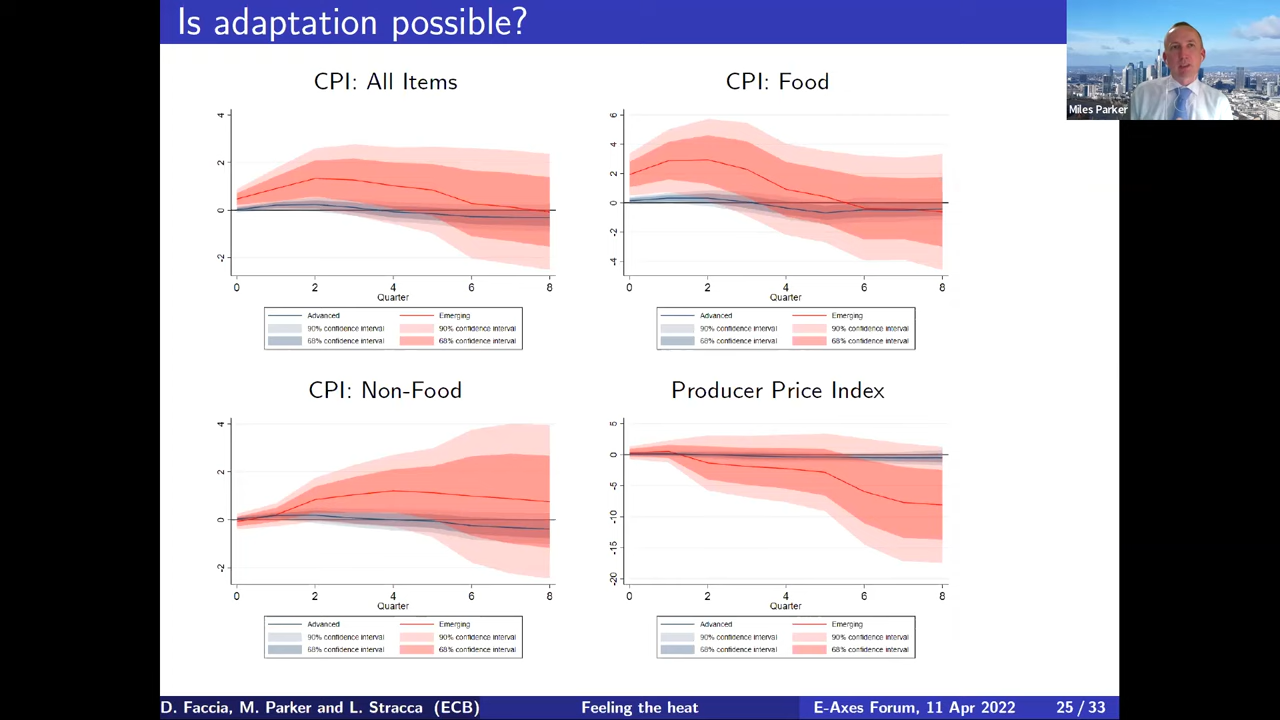 Is adaptation possible?
Miles Parker
CPI: All Items
4
2
0
-2
0 2 4 6 8
Quarter
Advanced Emerging
90% confidence interval 90% confidence interval
68% confidence interval 68% confidence interval
CPI: Food
6
4
2
0
-2
-4
0 2 4 6 8
Quarter
Advanced Emerging
90% confidence interval 90% confidence interval
68% confidence interval 68% confidence interval
CPI: Non-Food
4
2
0
-2
0 2 4 6 8
Quarter
Advanced Emerging
90% confidence interval 90% confidence interval
68% confidence interval 68% confidence interval
Producer Price Index
5
0
-5
-10
-15
-20
0 2 4 6 8
Quarter
Advanced Emerging
90% confidence interval 90% confidence interval
68% confidence interval 68% confidence interval
D. Faccia, M. Parker and L. Stracca (ECB) Feeling the heat E-Axes Forum, 11 Apr 2022 25 / 33